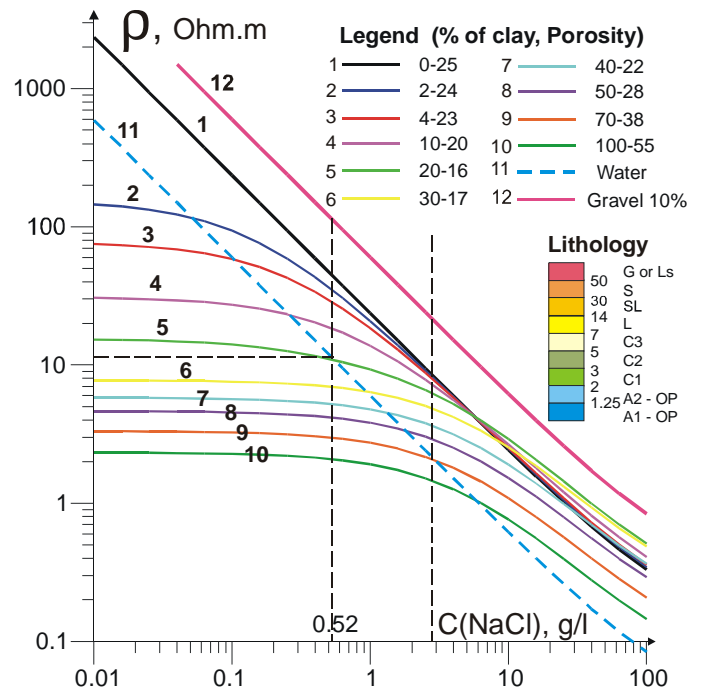 ρ, Ohm.m
Legend (% of clay, Porosity)
1 0-25
2 2-24
3 4-23
4 10-20
5 20-16
6 30-17
7 40-22
8 50-28
9 70-38
10 100-55
11 Water
12 Gravel 10%
Lithology
G or Ls
50
S
30
SL
14
L
7
C3
5
C2
3
C1
2
A2 - OP
1.25
A1 - OP
1000
100
10
1
0.1
12
1
11
2
3
4
5
6
7
8
9
10
0.52
C(NaCl), g/l
0.01
0.1
1
10
100